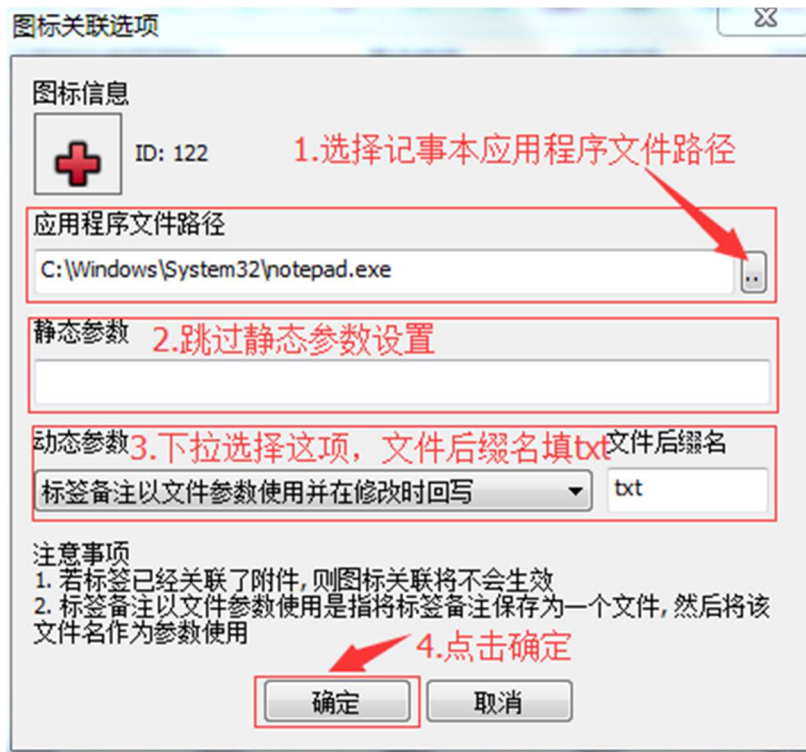 图标关联选项
图标信息
ID: 122
1.选择记事本应用程序文件路径
应用程序文件路径
C:\Windows\System32\notepad.exe
..
静态参数
2.跳过静态参数设置
动态参数
3.下拉选择这项，文件后缀名填txt
文件后缀名
标签备注以文件参数使用并在修改时回写
txt
注意事项
1. 若标签已经关联了附件, 则图标关联将不会生效
2. 标签备注以文件参数使用是指将标签备注保存为一个文件, 然后将该
文件名作为参数使用
4.点击确定
确定
取消